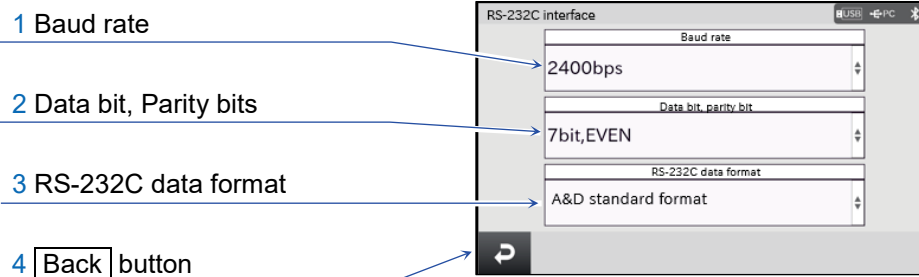 1 Baud rate
2 Data bit, Parity bits
3 RS-232C data format
4 Back button
RS-232C interface
USB PC
Baud rate
2400bps
Data bit, parity bit
7bit,EVEN
RS-232C data format
A&D standard format